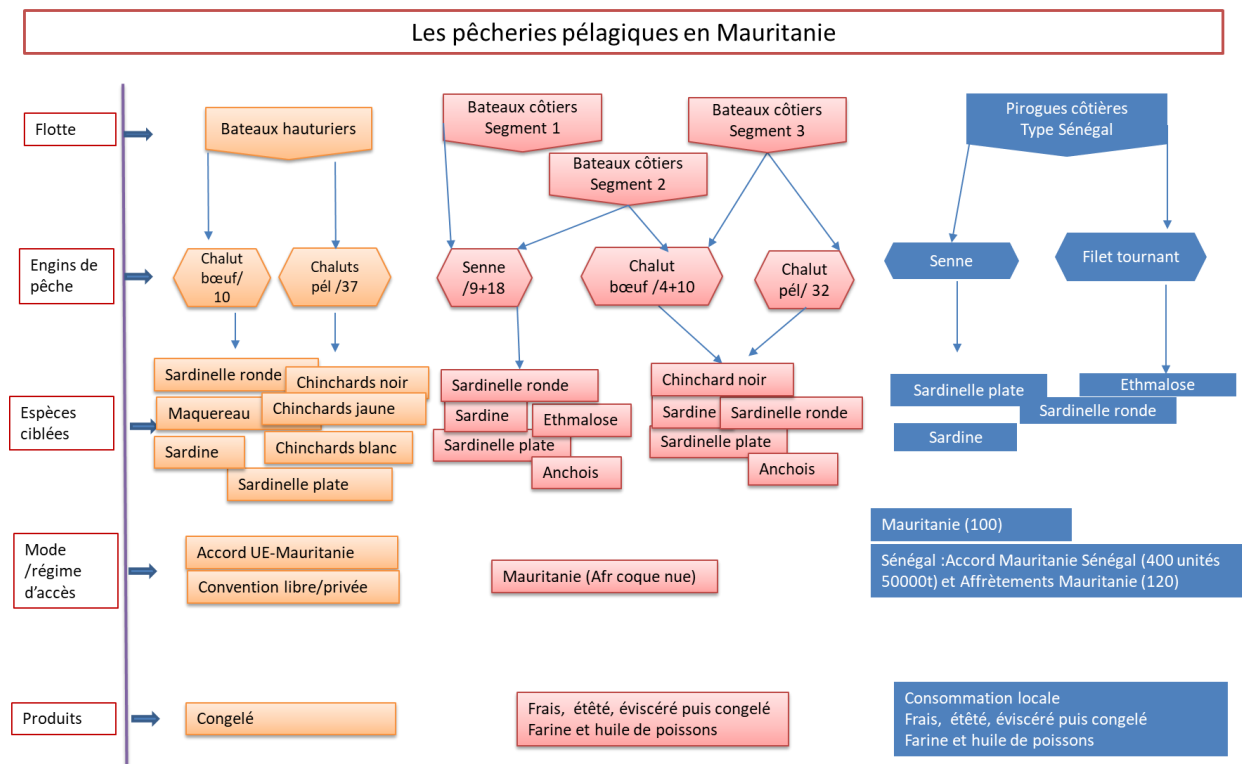 Les pêcheries pélagiques en Mauritanie
Flotte
Bateaux hauturiers
Bateaux côtiers
Segment 1
Bateaux côtiers
Segment 2
Bateaux côtiers
Segment 3
Pirogues côtières
Type Sénégal
Engins de
pêche
Chalut
bœuf/
10
Chaluts
pél /37
Senne
/9+18
Chalut
bœuf /4+10
Chalut
pél/ 32
Senne
Filet tournant
Espèces
ciblées
Sardinelle ronde
Chinchards noir
Maquereau
Chinchards jaune
Sardine
Chinchards blanc
Sardinelle plate
Sardinelle ronde
Sardine
Ethmalose
Sardinelle plate
Anchois
Chinchard noir
Sardine
Sardinelle ronde
Sardinelle plate
Anchois
Sardinelle plate
Ethmalose
Sardinelle ronde
Sardine
Mode
/régime
d'accès
Accord UE-Mauritanie
Convention libre/privée
Mauritanie (Afr coque nue)
Mauritanie (100)
Sénégal :Accord Mauritanie Sénégal (400 unités
50000t) et Affrètements Mauritanie (120)
Produits
Congelé
Frais, étêté, éviscéré puis congelé
Farine et huile de poissons
Consommation locale
Frais, étêté, éviscéré puis congelé
Farine et huile de poissons